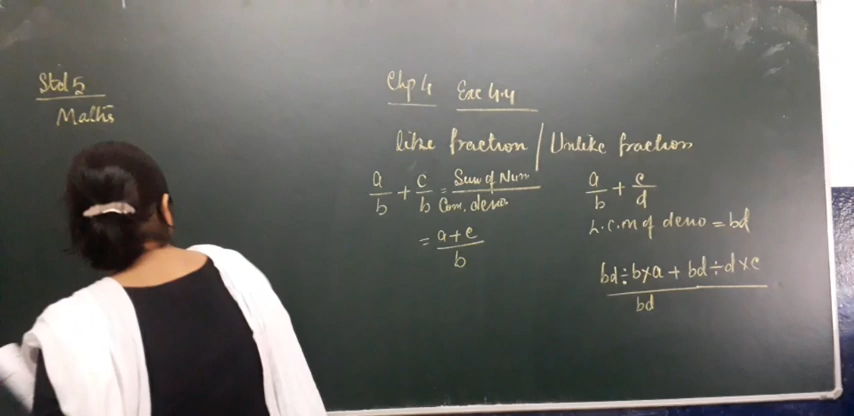 Std 5
Maths
Chp 4 Exc 4.4
like fraction / Unlike fraction
a/b + c/b = Sum of Num/Com. deno.
= a+c/b
a/b + c/d
L.C.M of deno = bd
bd÷b×a + bd÷d×c
bd